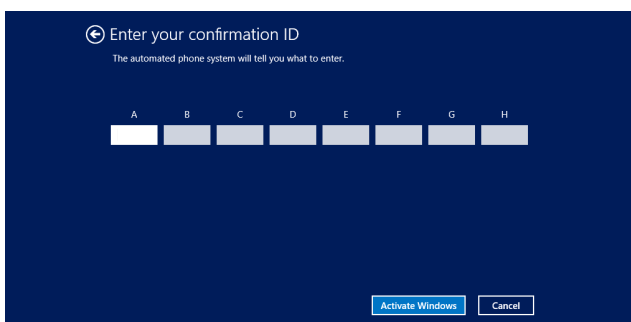 Enter your confirmation ID
The automated phone system will tell you what to enter.
A B C D E F G H
Activate Windows Cancel